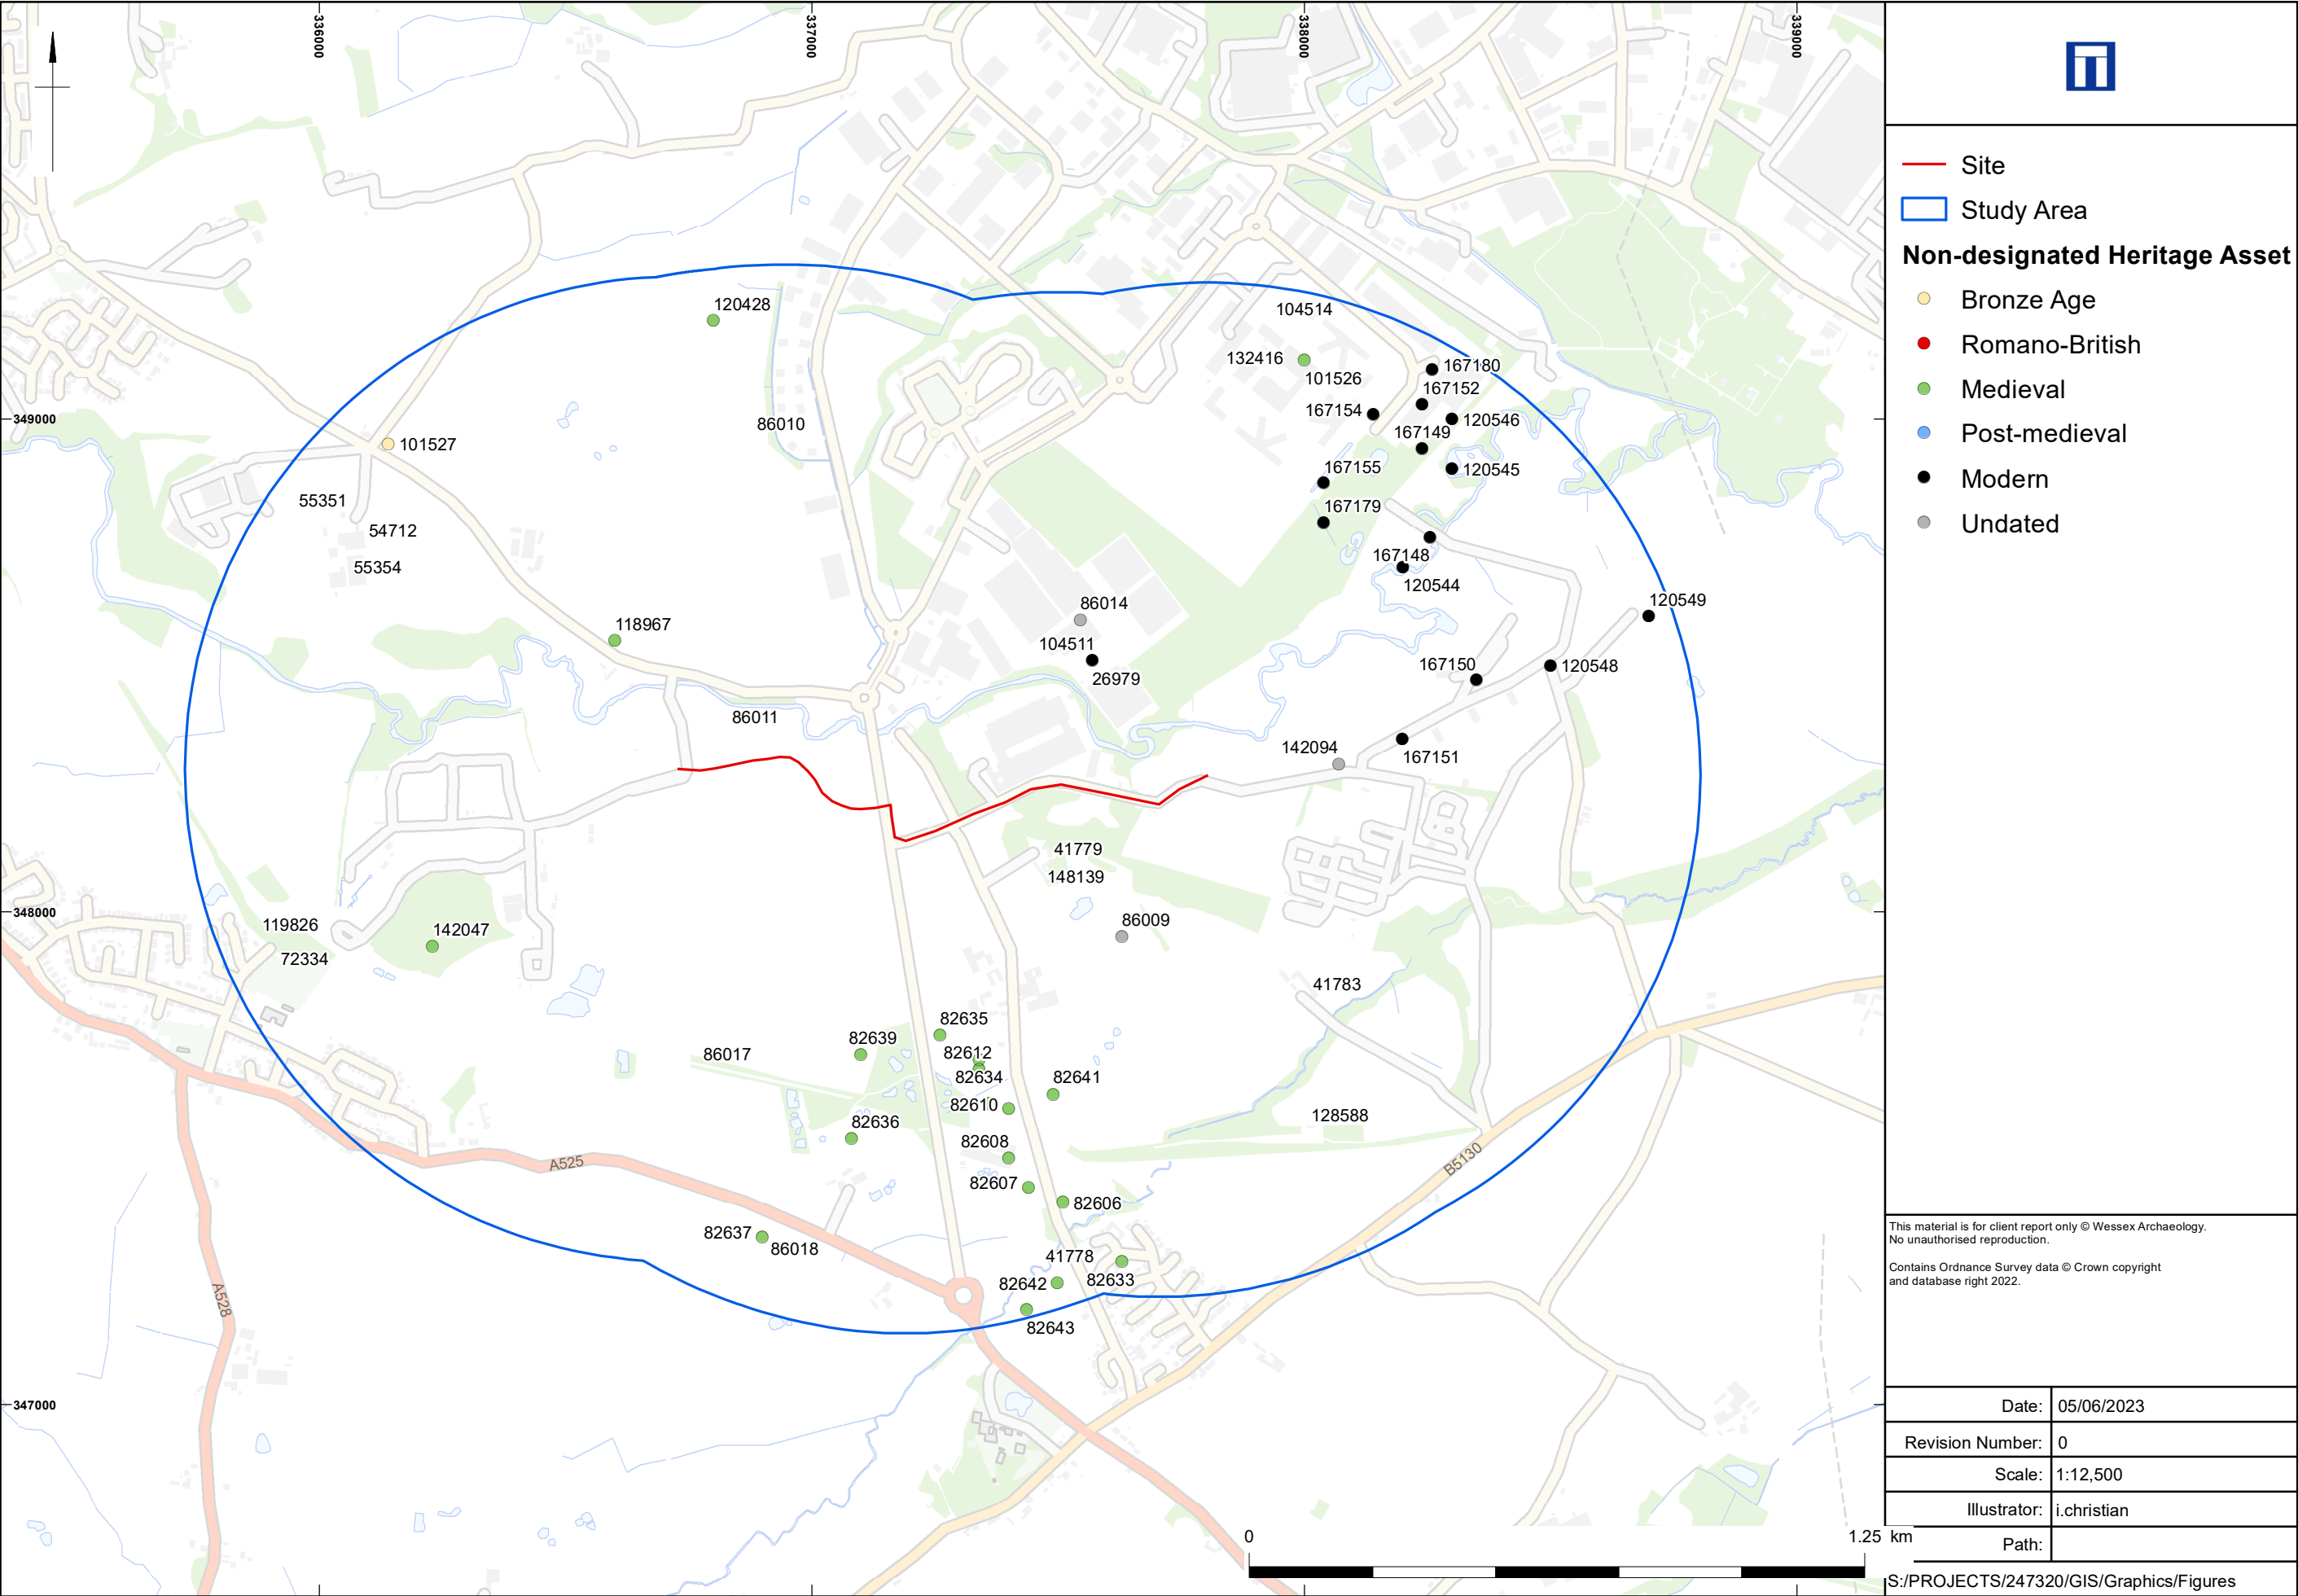 336000
337000
338000
339000
349000
348000
347000
120428
104514
132416
101526
167180
167152
167154
120546
167149
120545
167155
167179
167148
120544
120549
86010
101527
55351
54712
55354
118967
86014
104511
26979
167150
120548
86011
142094
167151
41779
148139
119826
142047
72334
86009
41783
82635
82639
82612
86017
82634
82641
82610
128588
82636
82608
82607
82606
A525
B5130
82637
86018
41778
82642
82633
82643
A528
0
1.25 km
Site
Study Area
Non-designated Heritage Asset
Bronze Age
Romano-British
Medieval
Post-medieval
Modern
Undated
This material is for client report only © Wessex Archaeology.
No unauthorised reproduction.
Contains Ordnance Survey data © Crown copyright
and database right 2022.
Date: 05/06/2023
Revision Number: 0
Scale: 1:12,500
Illustrator: i.christian
Path:
S:/PROJECTS/247320/GIS/Graphics/Figures